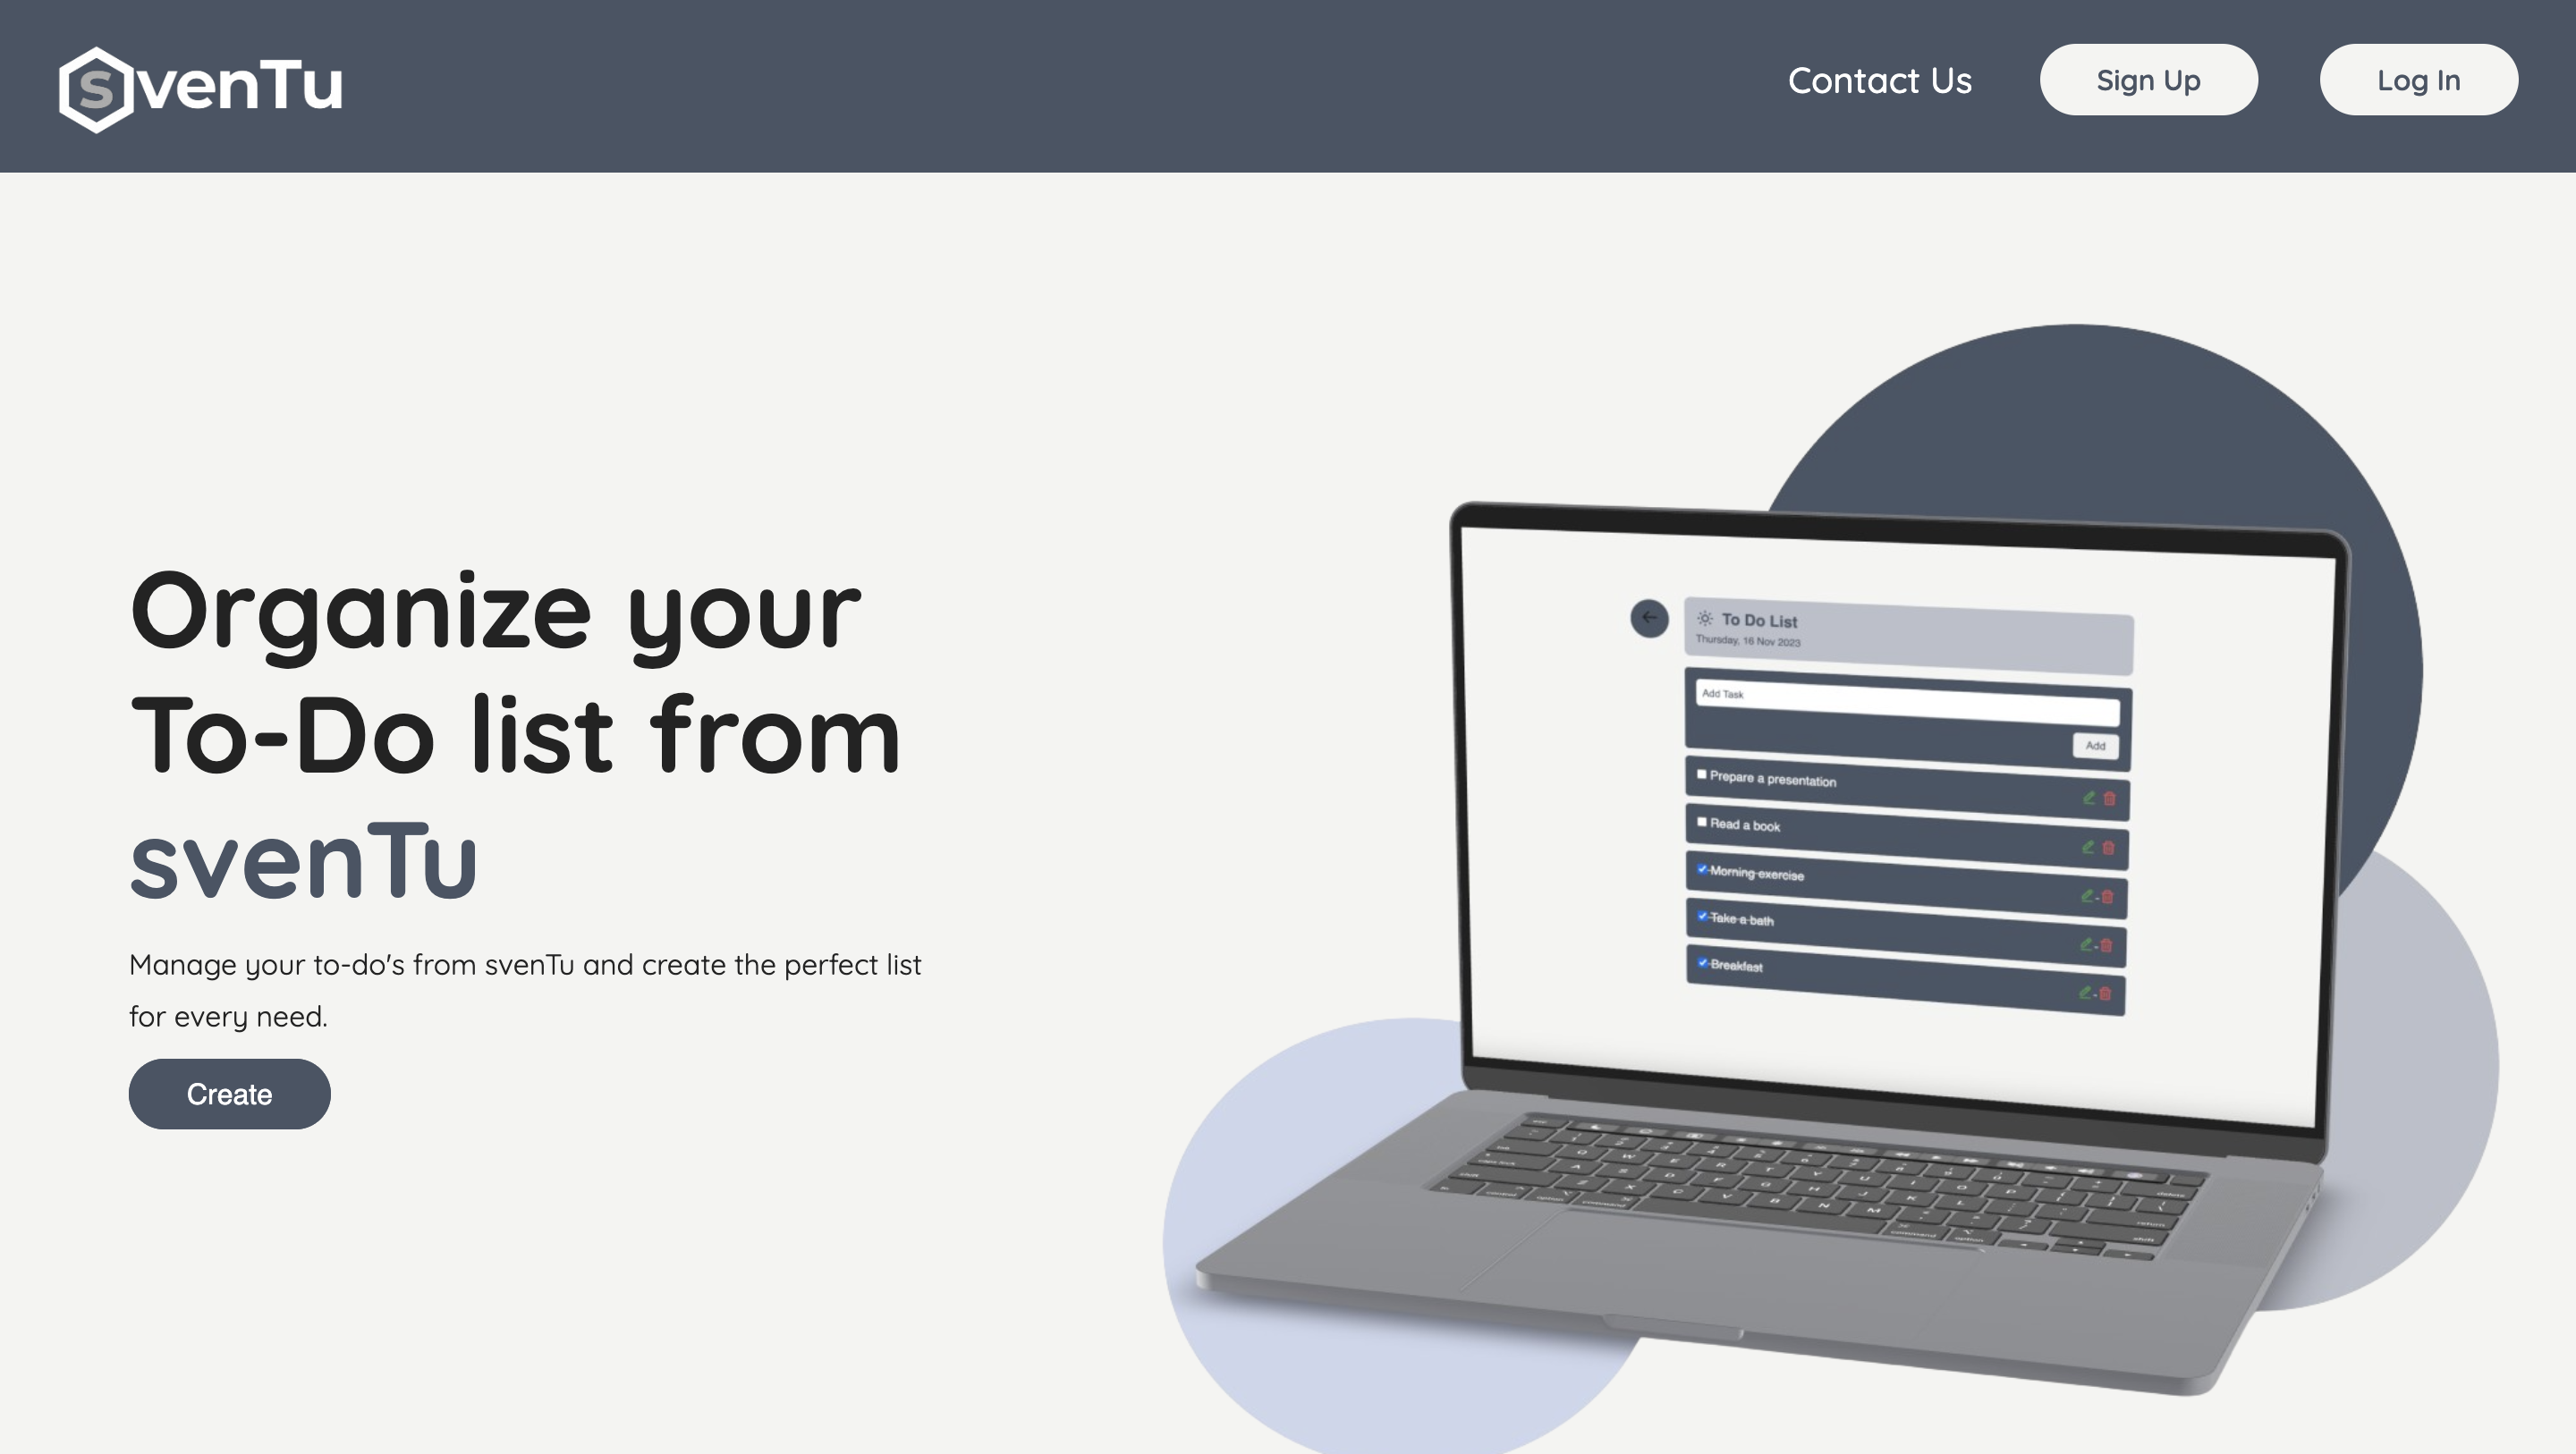 svenTu
Contact Us
Sign Up
Log In
Organize your
To-Do list from
svenTu
Manage your to-do's from svenTu and create the perfect list
for every need.
Create
To Do List
Thursday, 16 Nov 2023
Add Task
Add
Prepare a presentation
Read a book
Morning exercise
Take a bath
Breakfast